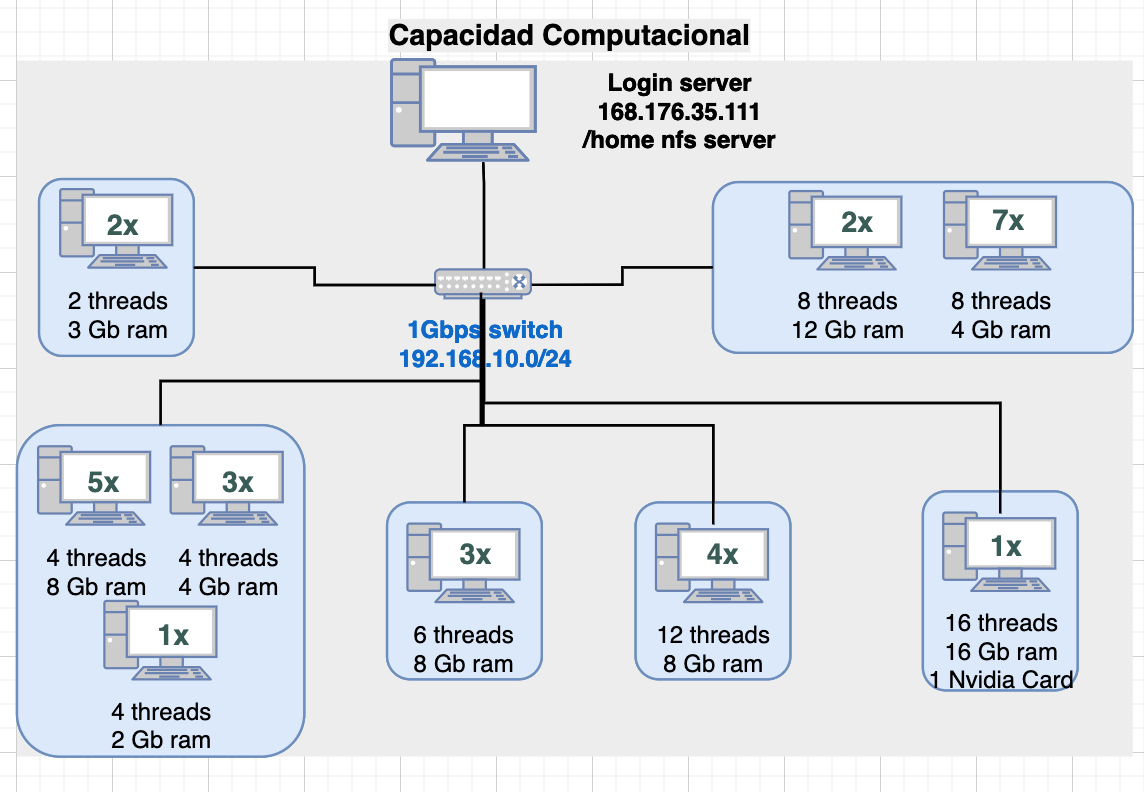 Capacidad Computacional
Login server
168.176.35.111
/home nfs server
2x
2 threads
3 Gb ram
2x
8 threads
12 Gb ram
7x
8 threads
4 Gb ram
1Gbps switch
192.168.10.0/24
5x
4 threads
8 Gb ram
3x
4 threads
4 Gb ram
1x
4 threads
2 Gb ram
3x
6 threads
8 Gb ram
4x
12 threads
8 Gb ram
1x
16 threads
16 Gb ram
1 Nvidia Card